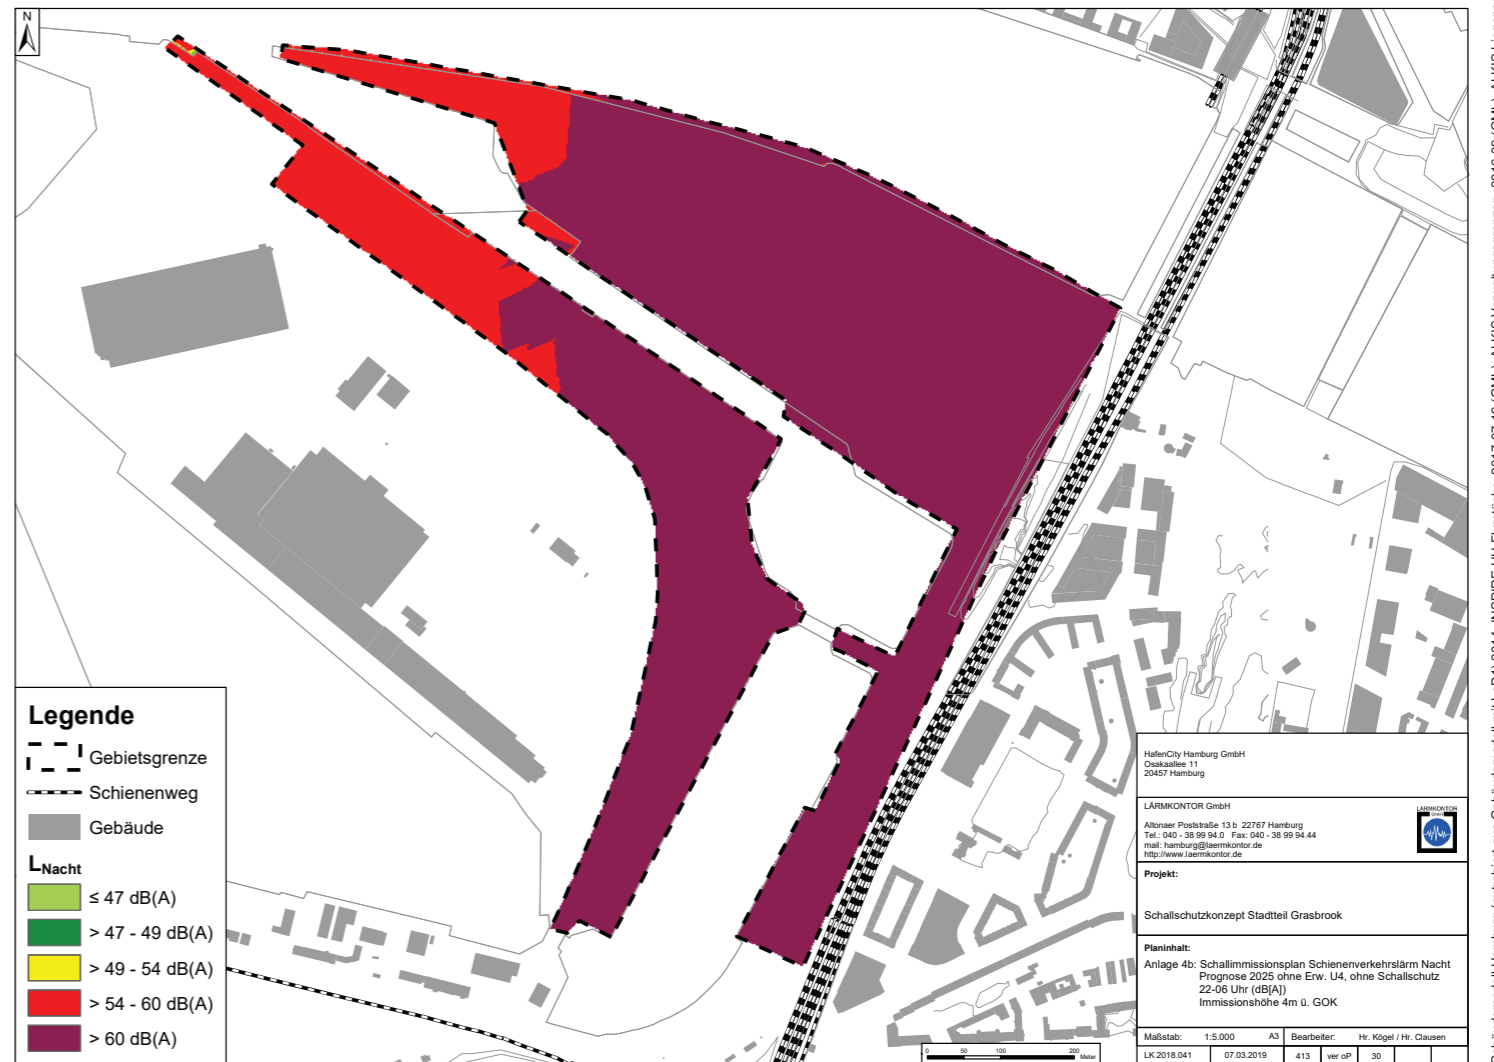 N
Legende
Gebietsgrenze
Schienenweg
Gebäude
LNacht
≤ 47 dB(A)
> 47 - 49 dB(A)
> 49 - 54 dB(A)
> 54 - 60 dB(A)
> 60 dB(A)
0 50 100 200
Meter
HafenCity Hamburg GmbH
Osakaallee 11
20457 Hamburg
LÄRMKONTOR GmbH
Altonaer Poststraße 13 b 22767 Hamburg
Tel.: 040 - 38 99 94.0 Fax: 040 - 38 99 94.44
mail: hamburg@laermkontor.de
http://www.laermkontor.de
LÄRMKONTOR
GmbH
Projekt:
Schallschutzkonzept Stadtteil Grasbrook
Planinhalt:
Anlage 4b: Schallimmissionsplan Schienenverkehrslärm Nacht
Prognose 2025 ohne Erw. U4, ohne Schallschutz
22-06 Uhr (dB[A])
Immissionshöhe 4m ü. GOK
Maßstab: 1:5.000 A3 Bearbeiter: Hr. Kögel / Hr. Clausen
LK 2018.041 07.03.2019 413 ver oP 30